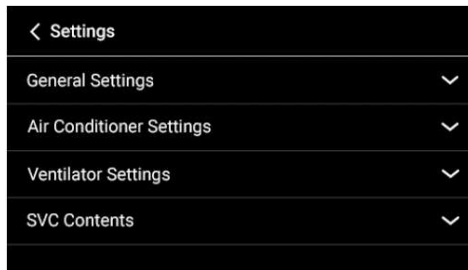 Settings
General Settings
Air Conditioner Settings
Ventilator Settings
SVC Contents